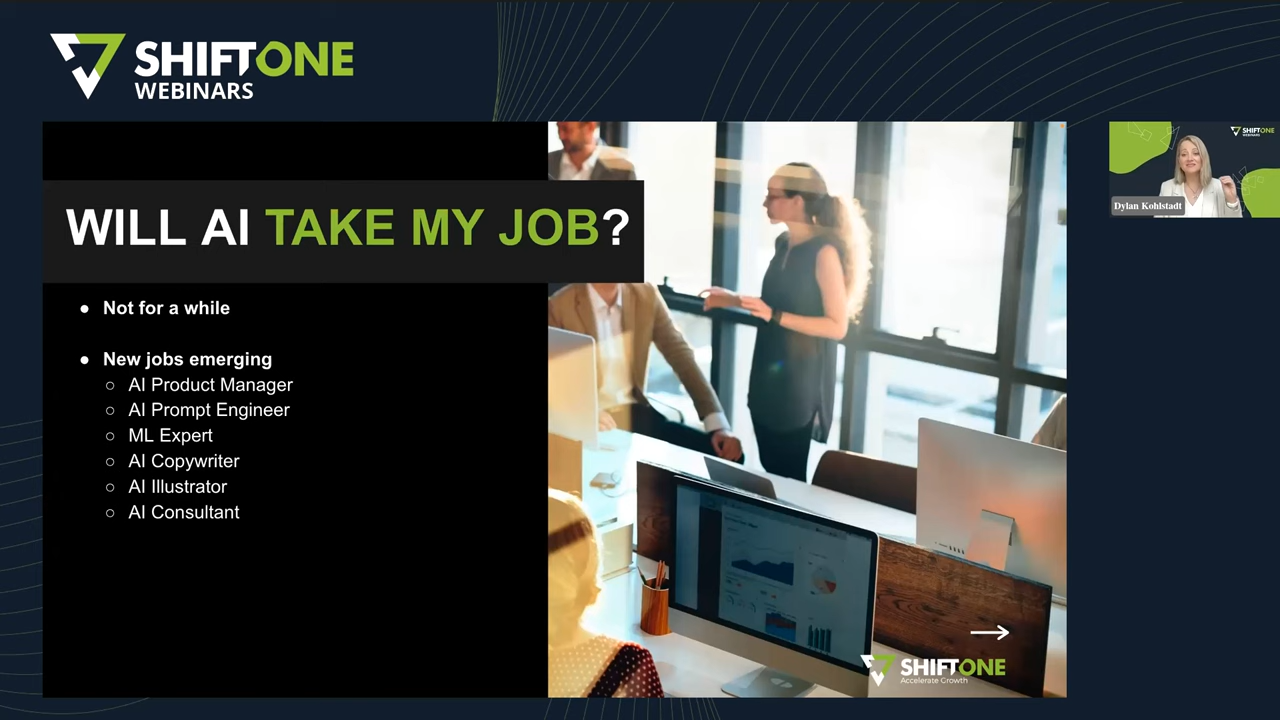 SHIFTONE
WEBINARS
WILL AI TAKE MY JOB?
● Not for a while
● New jobs emerging
○ AI Product Manager
○ AI Prompt Engineer
○ ML Expert
○ AI Copywriter
○ AI Illustrator
○ AI Consultant
SHIFTONE
Accelerate Growth
SHIFTONE
WEBINARS
Dylan Kohlstadt